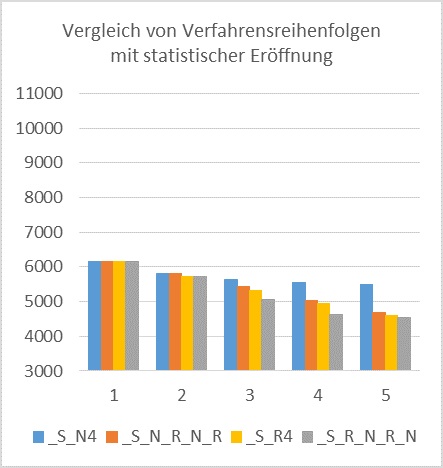 Vergleich von Verfahrensreihenfolgen
mit statistischer Eröffnung
11000
10000
9000
8000
7000
6000
5000
4000
3000
1 2 3 4 5
_S_N4 _S_N_R_N_R _S_R4 _S_R_N_R_N